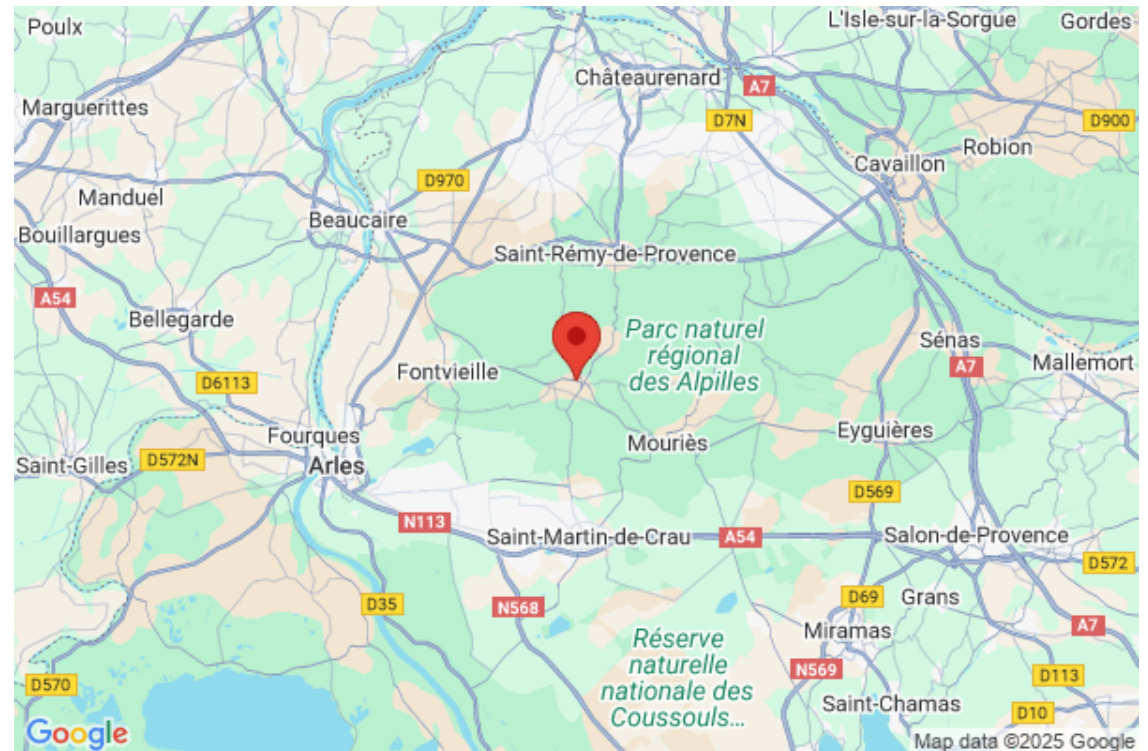 Poulx
L'Isle-sur-la-Sorgue
Gordes
Châteaurenard
A7
Marguerittes
D7N
D900
Robion
Cavaillon
D970
Manduel
Beaucaire
Bouillargues
Saint-Rémy-de-Provence
A54
Bellegarde
Parc naturel
régional
des Alpilles
Sénas
Mallemort
A7
Fontvieille
D6113
Fourques
Mouriès
Eyguières
Saint-Gilles
D572N
Arles
D569
N113
Saint-Martin-de-Crau
A54
Salon-de-Provence
D572
D35
N568
D69
Grans
A7
Réserve
naturelle
nationale des
Coussouls...
Miramas
N569
D113
D570
Saint-Chamas
D10
Google
Map data ©2025 Google